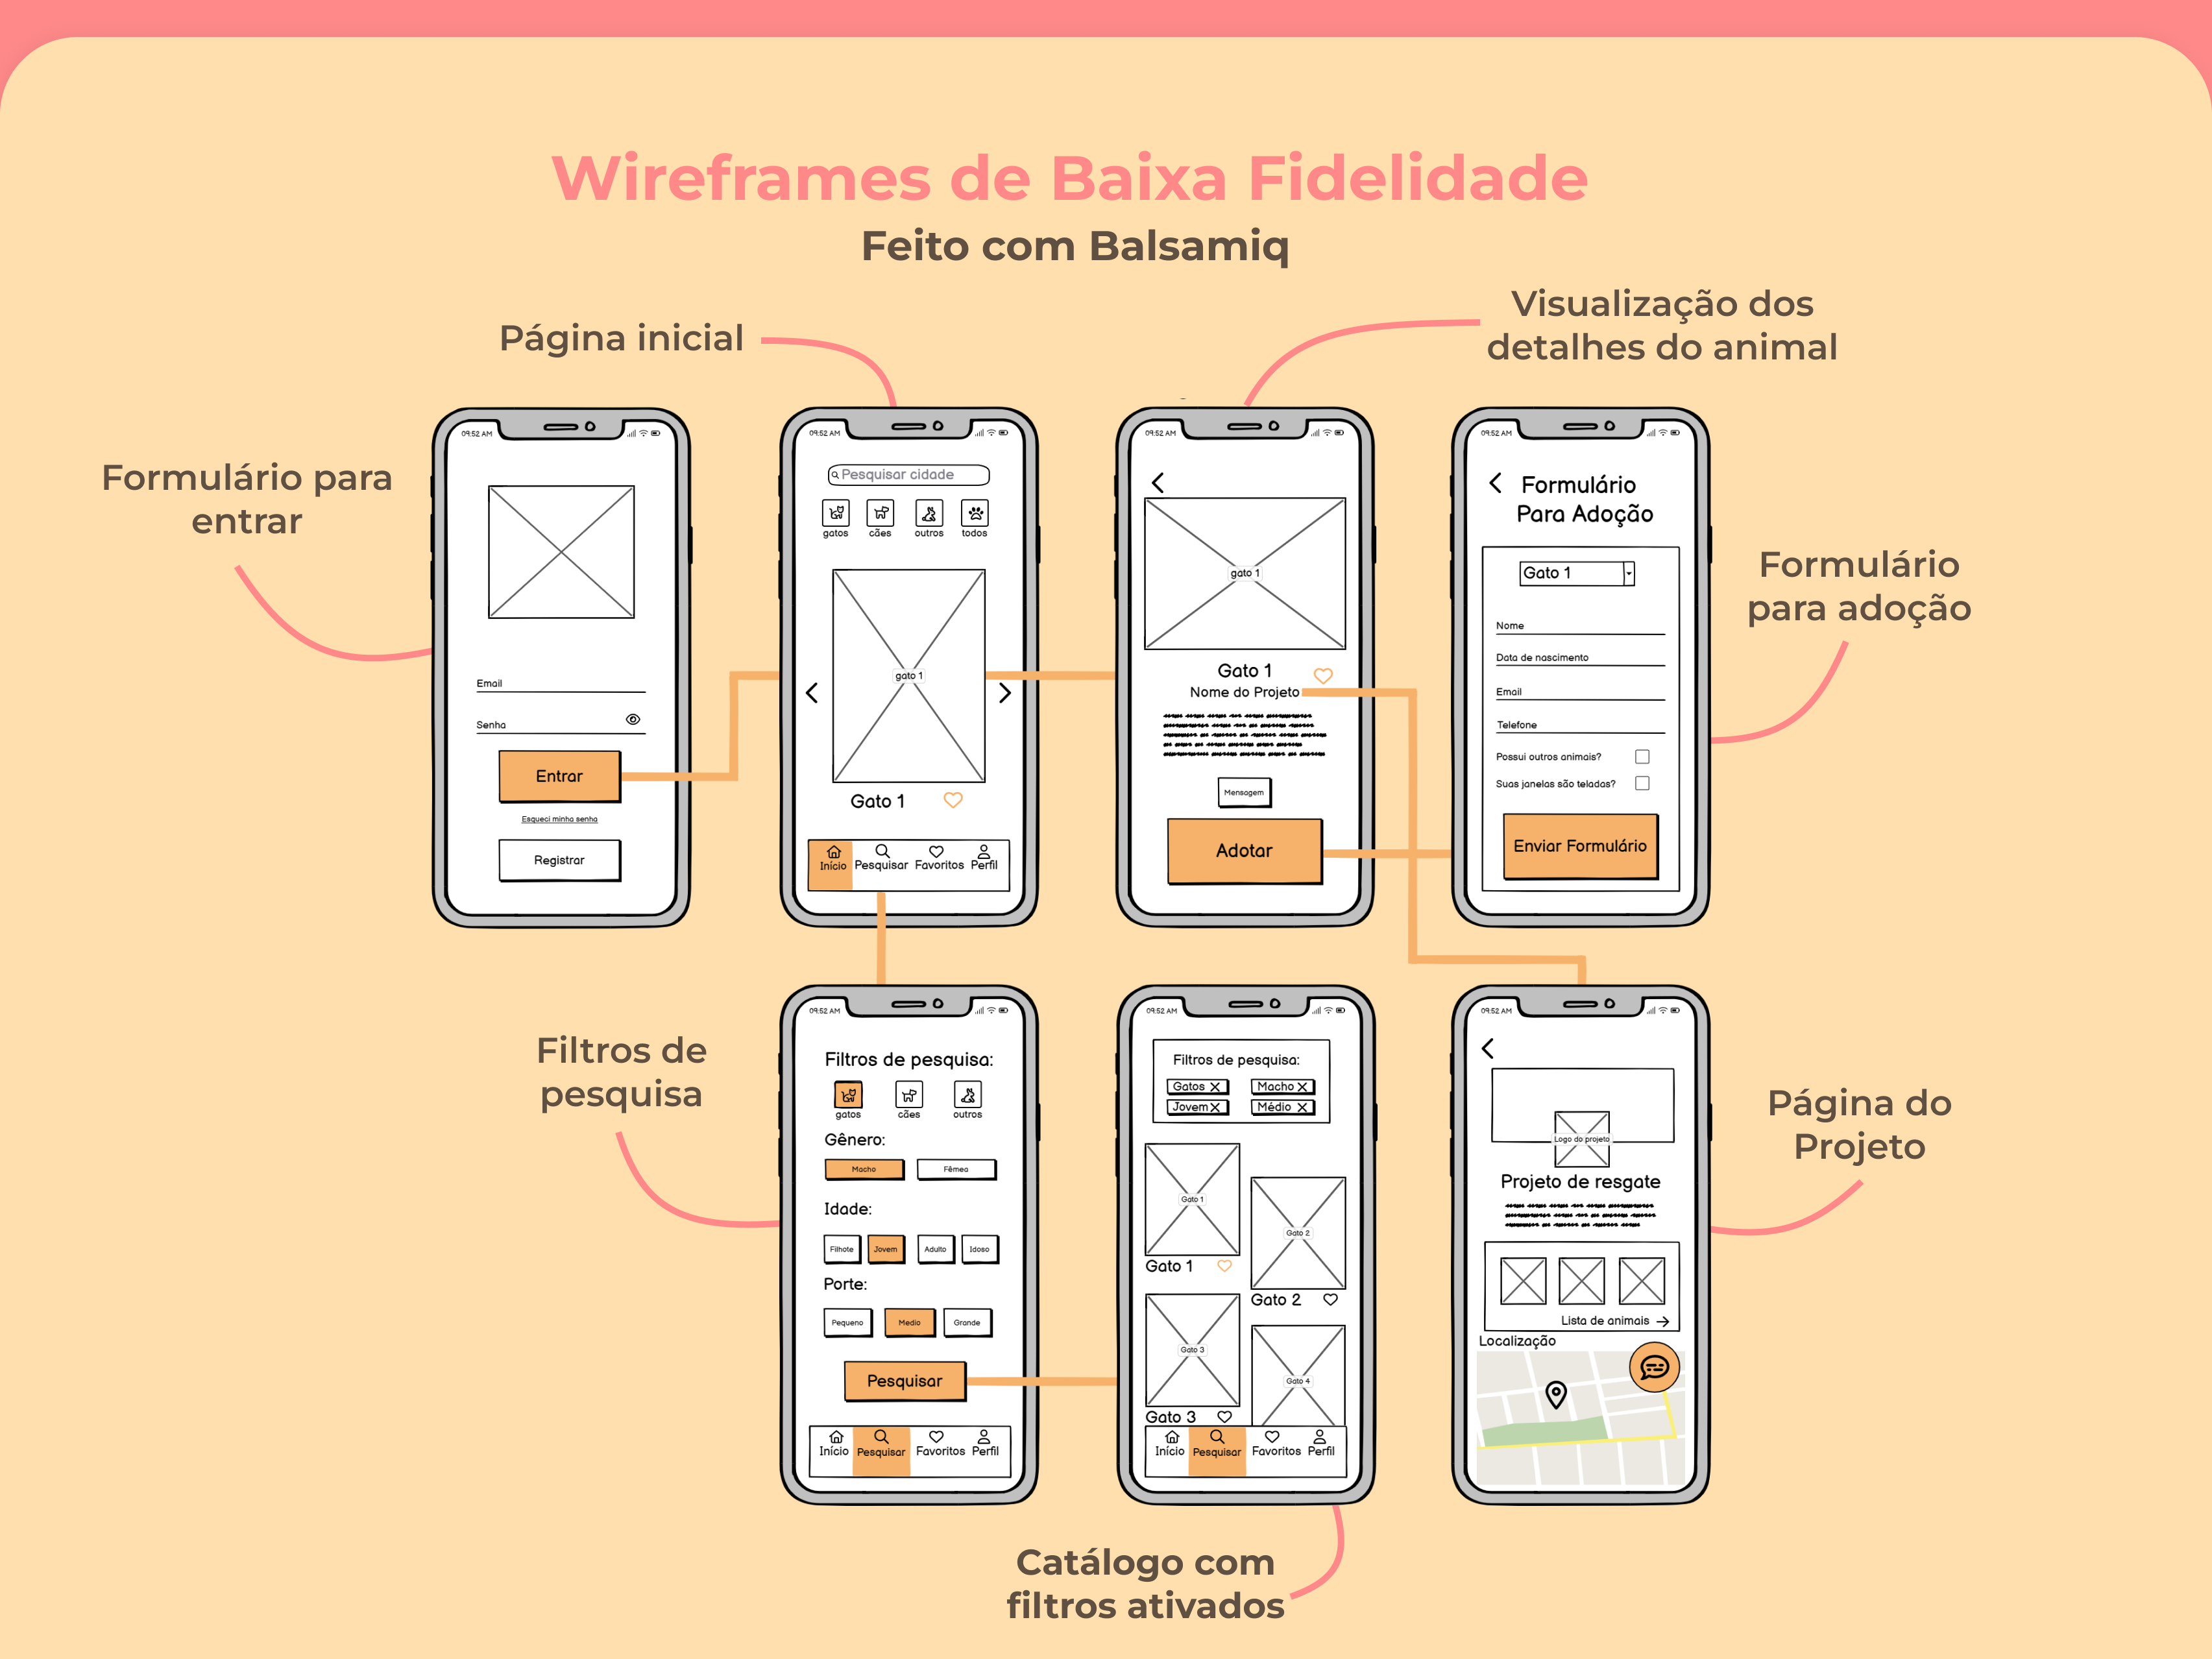 Wireframes de Baixa Fidelidade
Feito com Balsamiq
Página inicial
Visualização dos
detalhes do animal
Formulário para
entrar
Formulário
para adoção
09:52 AM
Email
Senha
Entrar
Esqueci minha senha
Registrar
09:52 AM
Pesquisar cidade
gatos
cães
outros
todos
gato 1
Gato 1
Início
Pesquisar
Favoritos
Perfil
09:52 AM
gato 1
Gato 1
Nome do Projeto
Mensagem
Adotar
09:52 AM
Formulário
Para Adoção
Gato 1
Nome
Data de nascimento
Email
Telefone
Possui outros animais?
Suas janelas são teladas?
Enviar Formulário
Filtros de
pesquisa
09:52 AM
Filtros de pesquisa:
gatos
cães
outros
Gênero:
Macho
Fêmea
Idade:
Filhote
Jovem
Adulto
Idoso
Porte:
Pequeno
Medio
Grande
Pesquisar
Início
Pesquisar
Favoritos
Perfil
09:52 AM
Filtros de pesquisa:
Gatos
Macho
Jovem
Médio
Gato 1
Gato 1
Gato 2
Gato 2
Gato 3
Gato 3
Gato 4
Início
Pesquisar
Favoritos
Perfil
09:52 AM
Logo do projeto
Projeto de resgate
Lista de animais
Localização
Página do
Projeto
Catálogo com
filtros ativados